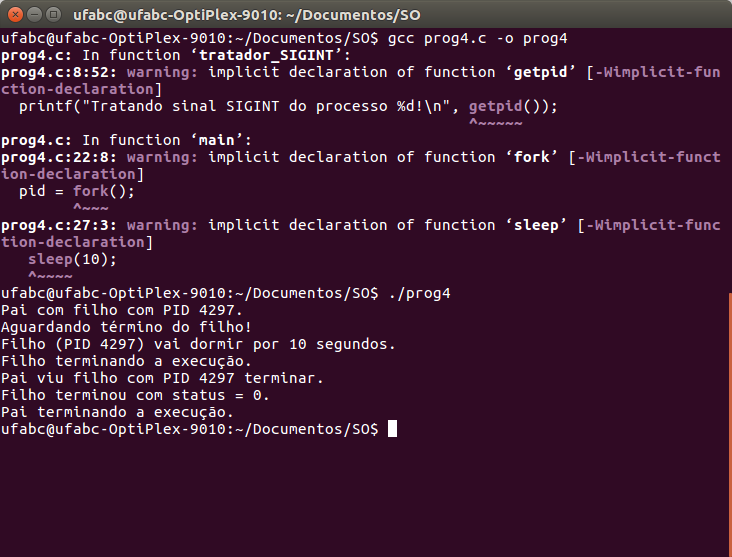 ufabc@ufabc-OptiPlex-9010: ~/Documentos/SO
ufabc@ufabc-OptiPlex-9010:~/Documentos/SO$ gcc prog4.c -o prog4
prog4.c: In function ‘tratador_SIGINT’:
prog4.c:8:52: warning: implicit declaration of function ‘getpid’ [-Wimplicit-fun
ction-declaration]
  printf("Tratando sinal SIGINT do processo %d!\n", getpid());
                                                    ^~~~~~
prog4.c: In function ‘main’:
prog4.c:22:8: warning: implicit declaration of function ‘fork’ [-Wimplicit-funct
ion-declaration]
  pid = fork();
        ^~~~
prog4.c:27:3: warning: implicit declaration of function ‘sleep’ [-Wimplicit-func
tion-declaration]
   sleep(10);
   ^~~~~
ufabc@ufabc-OptiPlex-9010:~/Documentos/SO$ ./prog4
Pai com filho com PID 4297.
Aguardando término do filho!
Filho (PID 4297) vai dormir por 10 segundos.
Filho terminando a execução.
Pai viu filho com PID 4297 terminar.
Filho terminou com status = 0.
Pai terminando a execução.
ufabc@ufabc-OptiPlex-9010:~/Documentos/SO$